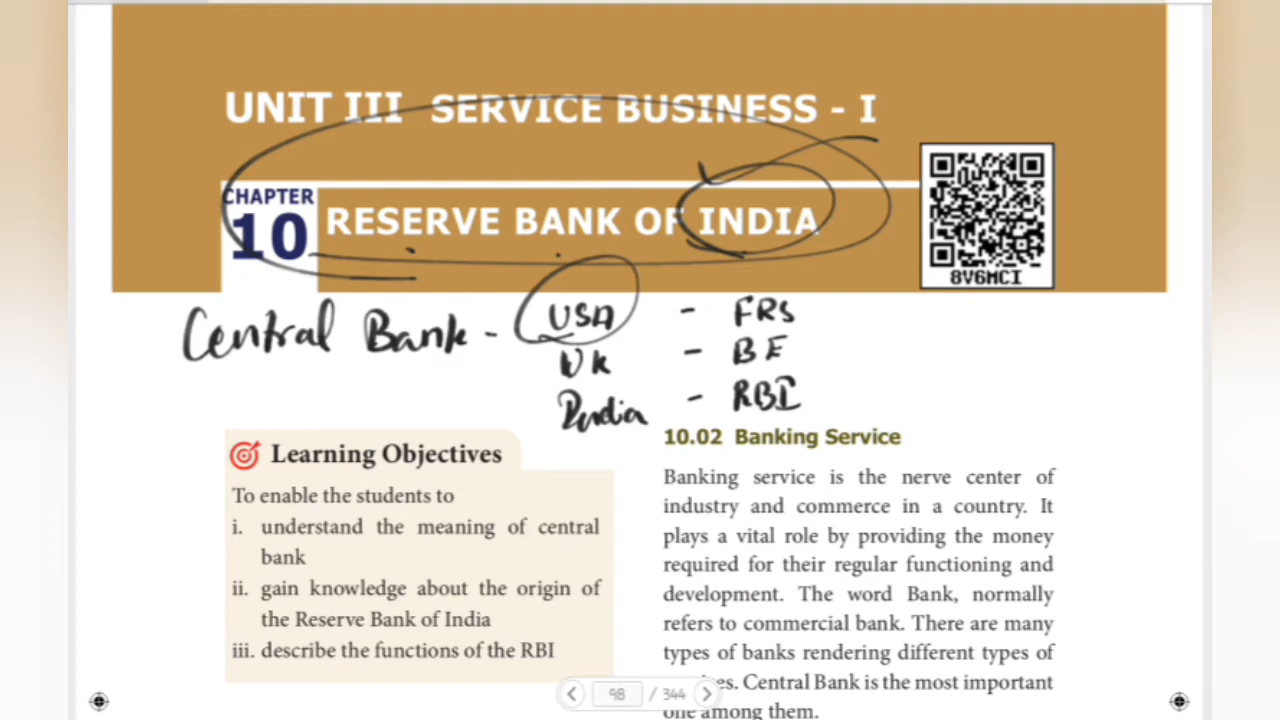 UNIT III SERVICE BUSINESS - I
CHAPTER
10
RESERVE BANK OF INDIA
8V6MCI
Central Bank - USA - FRS
UK - BE
India - RBI
Learning Objectives
To enable the students to
i. understand the meaning of central
bank
ii. gain knowledge about the origin of
the Reserve Bank of India
iii. describe the functions of the RBI
10.02 Banking Service
Banking service is the nerve center of
industry and commerce in a country. It
plays a vital role by providing the money
required for their regular functioning and
development. The word Bank, normally
refers to commercial bank. There are many
types of banks rendering different types of
Central Bank is the most important
one among them.
98 / 344